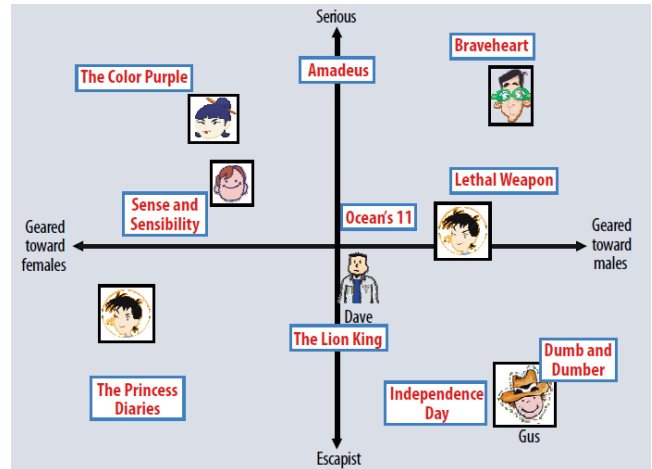 Serious
Braveheart
Amadeus
The Color Purple
Lethal Weapon
Sense and
Sensibility
Ocean's 11
Geared
toward
females
Geared
toward
males
Dave
The Lion King
Dumb and
Dumber
The Princess
Diaries
Independence
Day
Gus
Escapist